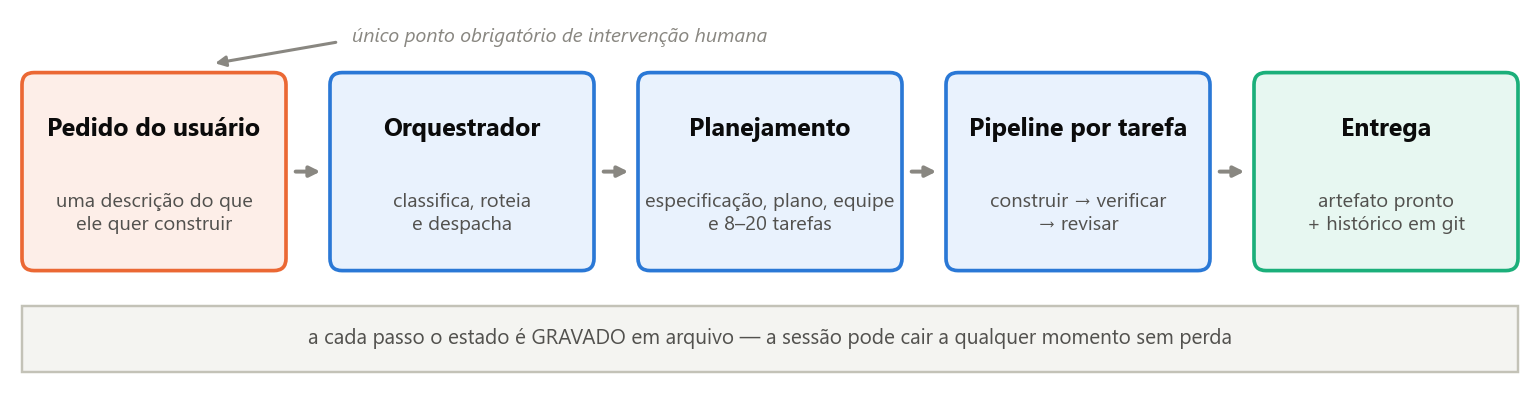 único ponto obrigatório de intervenção humana
Pedido do usuário
uma descrição do que
ele quer construir
Orquestrador
classifica, roteia
e despacha
Planejamento
especificação, plano, equipe
e 8–20 tarefas
Pipeline por tarefa
construir → verificar
→ revisar
Entrega
artefato pronto
+ histórico em git
a cada passo o estado é GRAVADO em arquivo — a sessão pode cair a qualquer momento sem perda